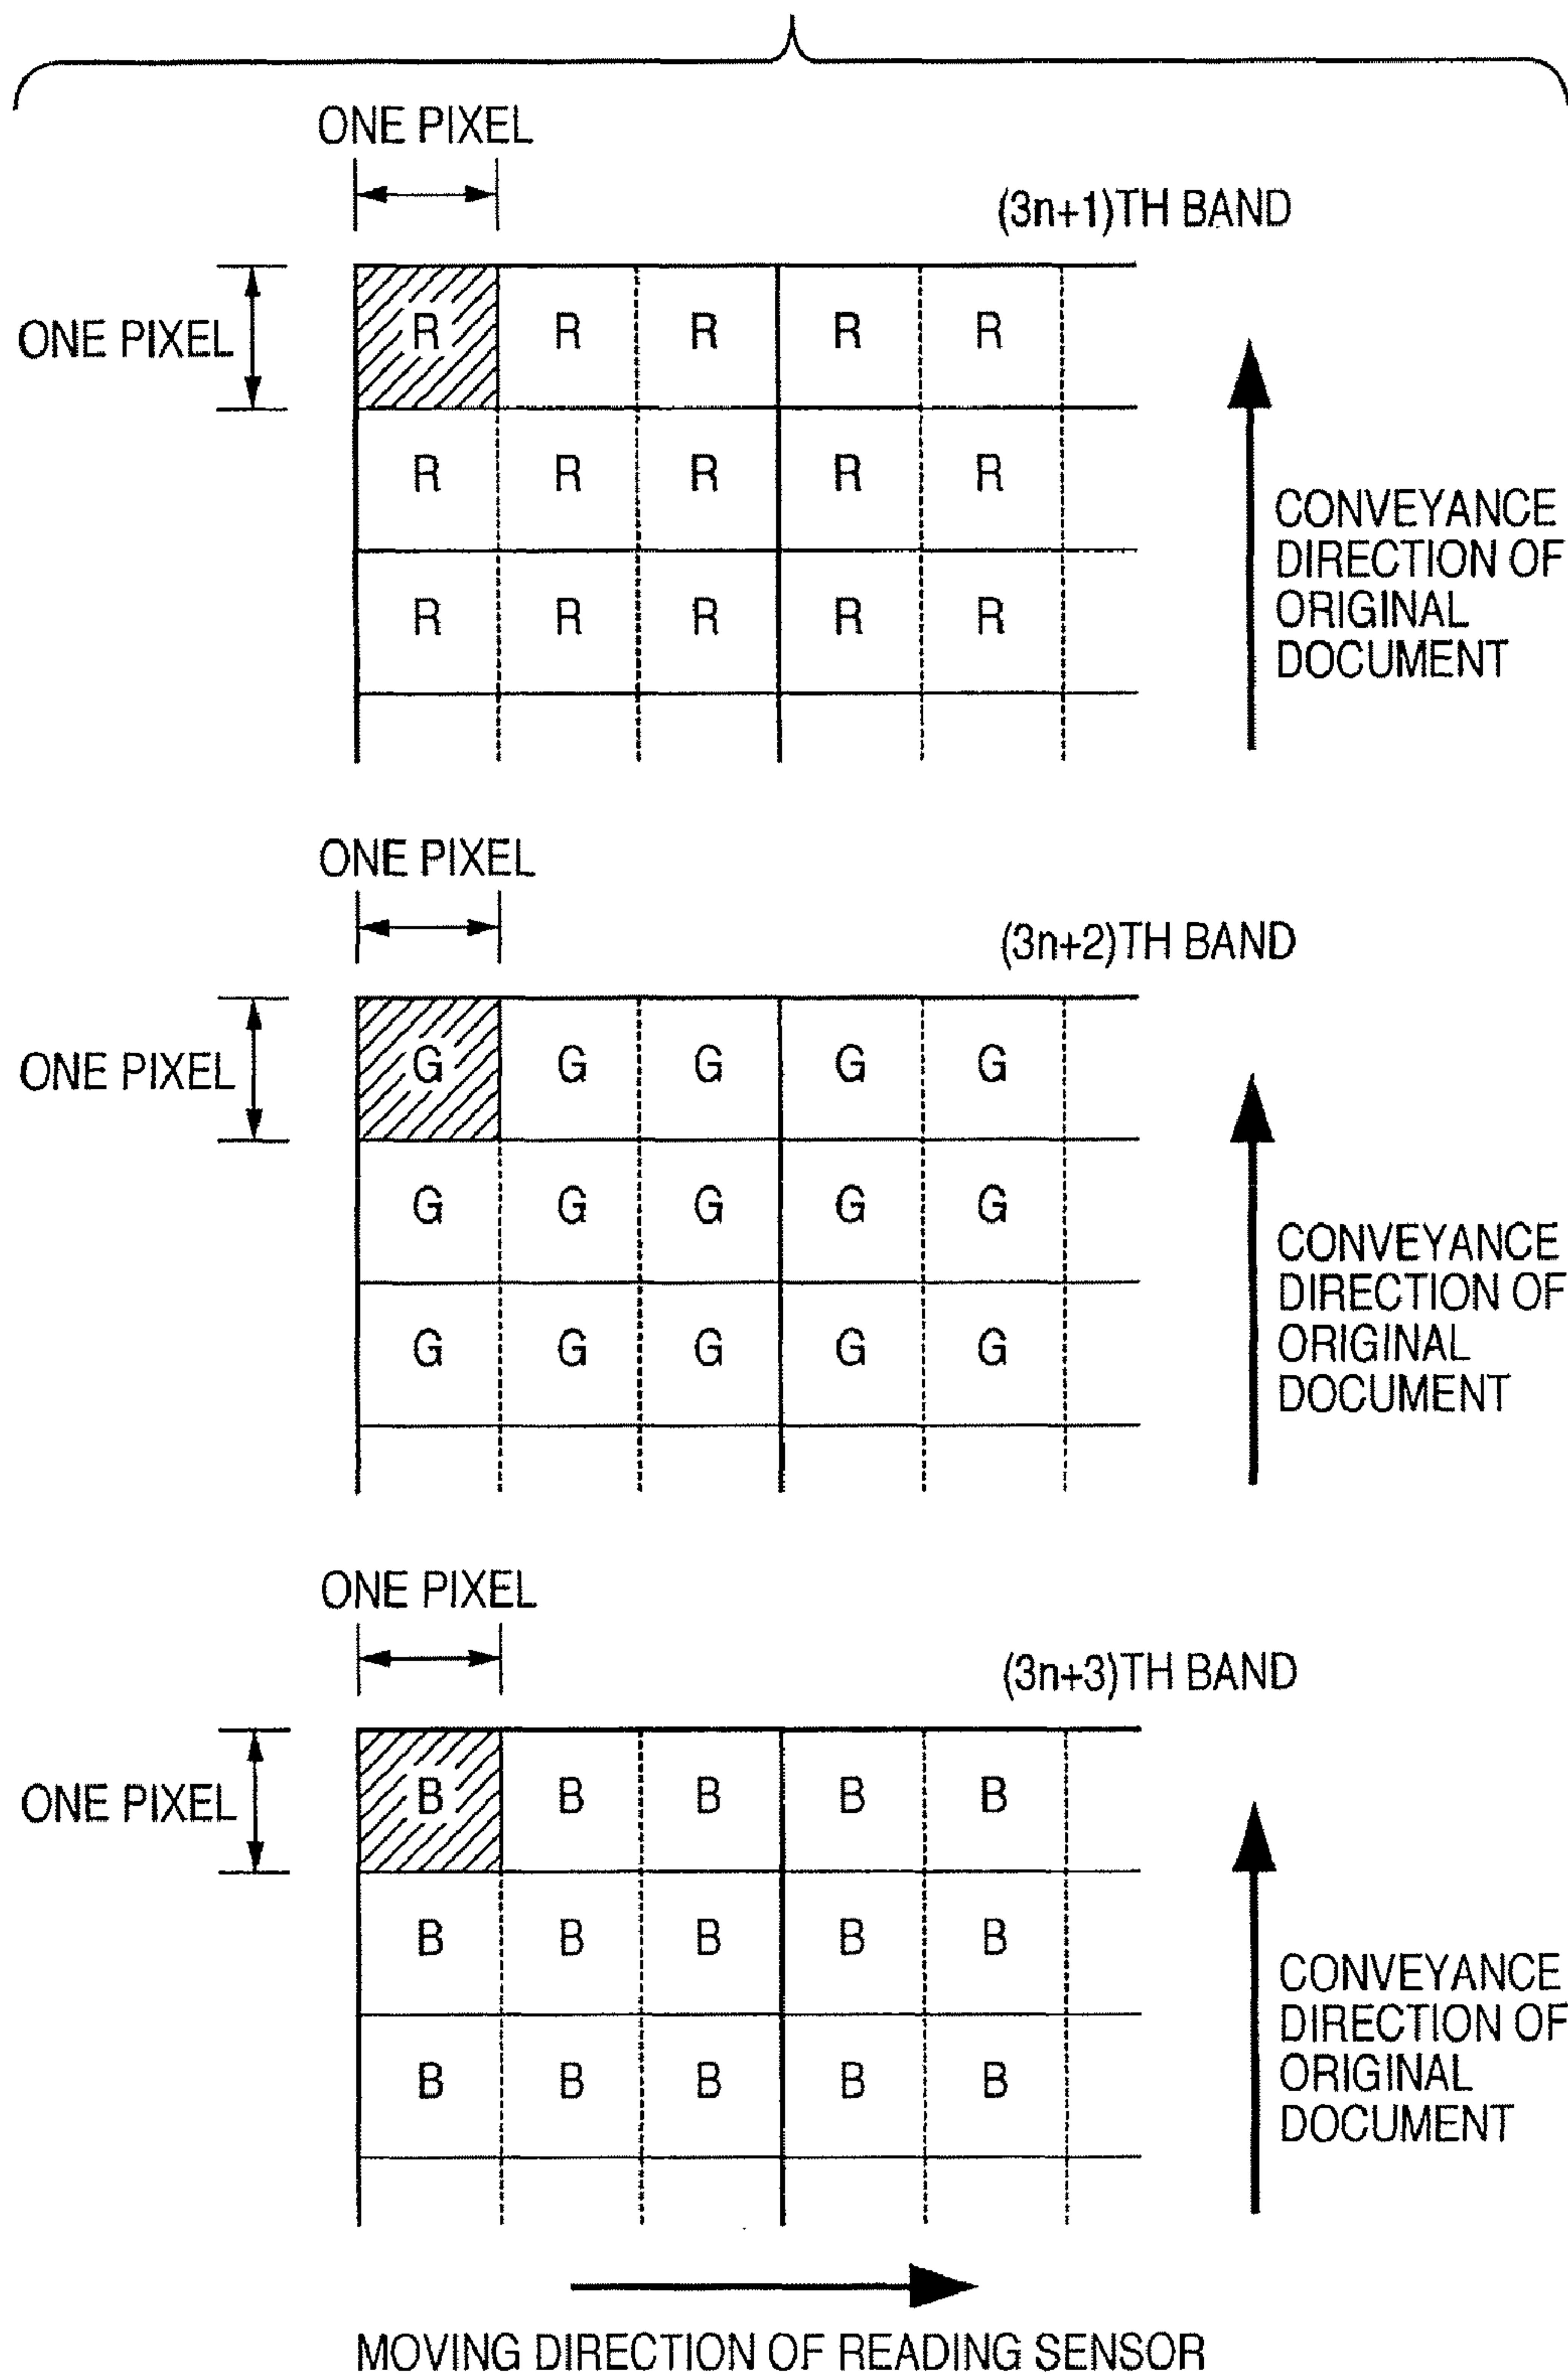 ONE PIXEL
(3n+1)TH BAND
ONE PIXEL
R R R R R
R R R R R
R R R R R
CONVEYANCE
DIRECTION OF
ORIGINAL
DOCUMENT
ONE PIXEL
(3n+2)TH BAND
ONE PIXEL
G G G G G
G G G G G
G G G G G
CONVEYANCE
DIRECTION OF
ORIGINAL
DOCUMENT
ONE PIXEL
(3n+3)TH BAND
ONE PIXEL
B B B B B
B B B B B
B B B B B
CONVEYANCE
DIRECTION OF
ORIGINAL
DOCUMENT
MOVING DIRECTION OF READING SENSOR